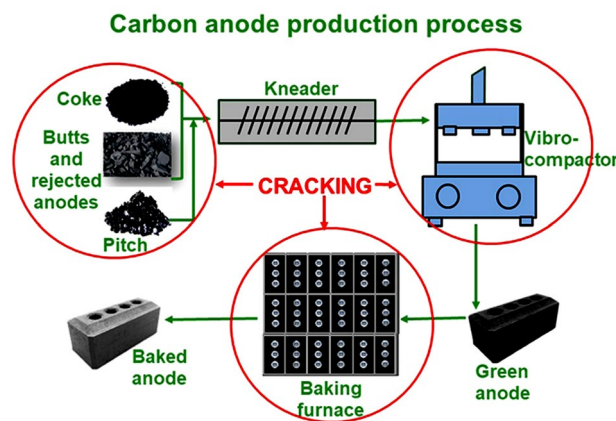 Carbon anode production process
Coke
Butts and
rejected
anodes
Pitch
Kneader
Vibro-
compactor
CRACKING
Baked
anode
Baking
furnace
Green
anode